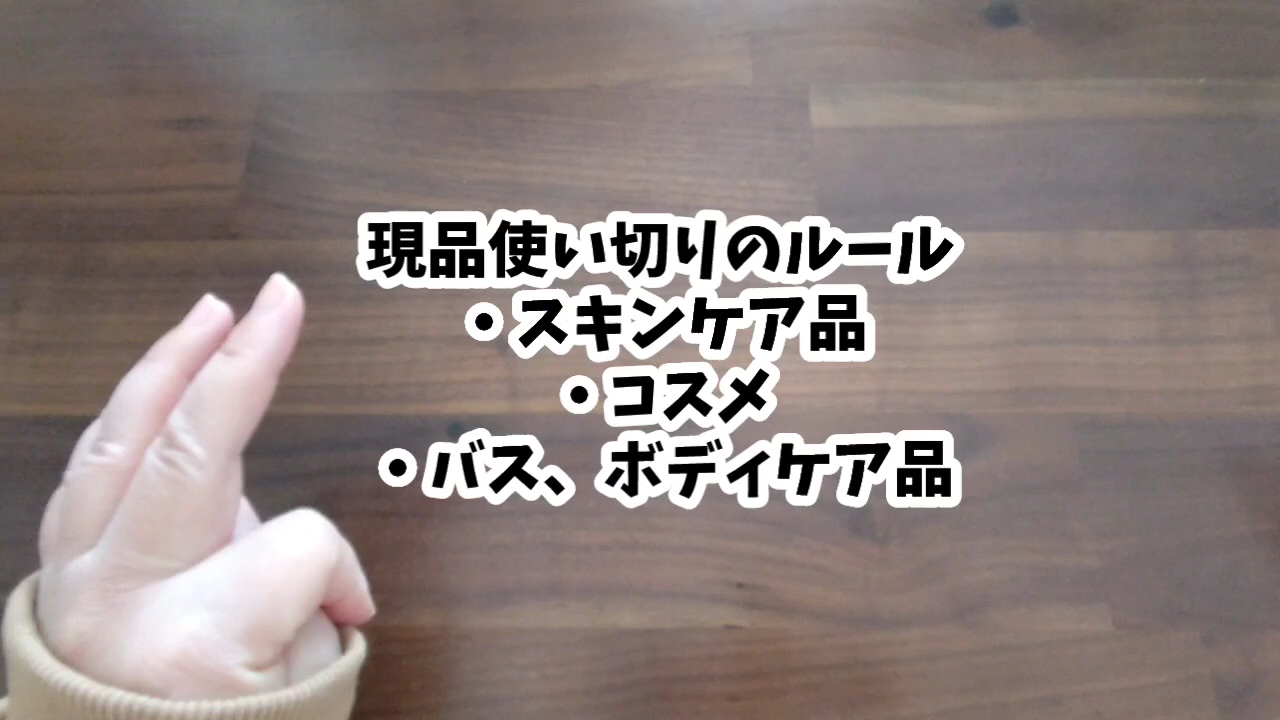 現品使い切りのルール
・スキンケア品
・コスメ
・バス、ボディケア品